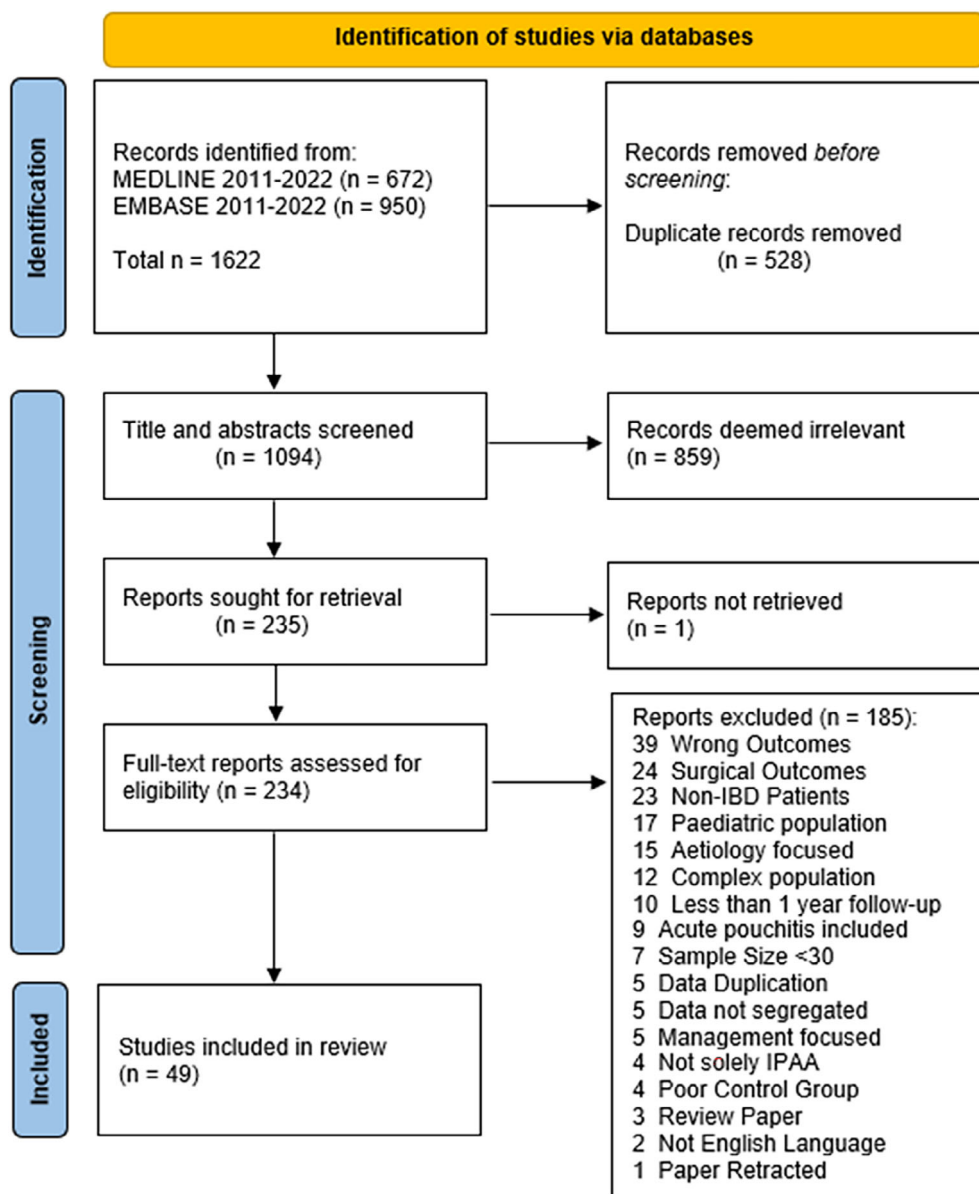 Identification of studies via databases
Identification
Records identified from:
MEDLINE 2011-2022 (n = 672)
EMBASE 2011-2022 (n = 950)
Total n = 1622
Records removed before
screening:
Duplicate records removed
(n = 528)
Screening
Title and abstracts screened
(n = 1094)
Records deemed irrelevant
(n = 859)
Reports sought for retrieval
(n = 235)
Reports not retrieved
(n = 1)
Full-text reports assessed for
eligibility (n = 234)
Reports excluded (n = 185):
39 Wrong Outcomes
24 Surgical Outcomes
23 Non-IBD Patients
17 Paediatric population
15 Aetiology focused
12 Complex population
10 Less than 1 year follow-up
9 Acute pouchitis included
7 Sample Size <30
5 Data Duplication
5 Data not segregated
5 Management focused
4 Not solely IPAA
4 Poor Control Group
3 Review Paper
2 Not English Language
1 Paper Retracted
Included
Studies included in review
(n = 49)